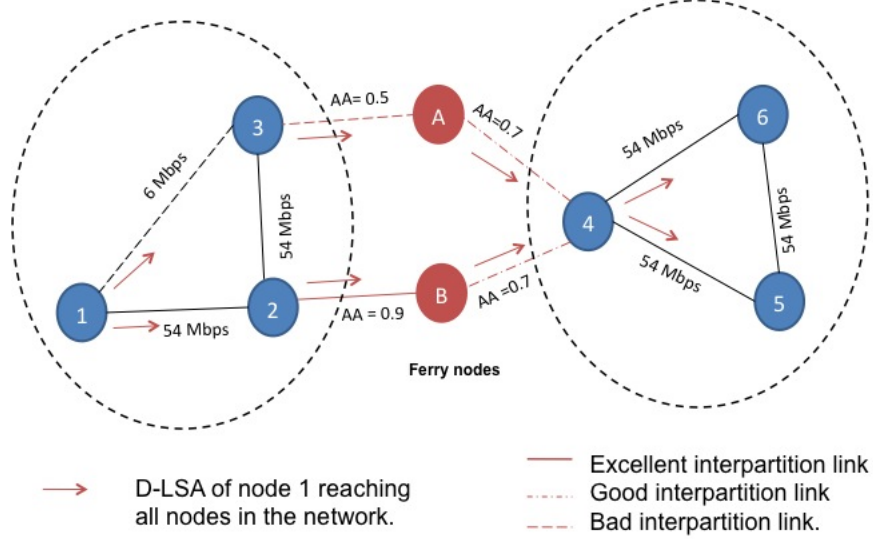 AA= 0.5
A
AA=0.7
3
6
6 Mbps
54 Mbps
54 Mbps
4
54 Mbps
54 Mbps
1
54 Mbps
2
AA = 0.9
B
AA =0.7
5
Ferry nodes
D-LSA of node 1 reaching
all nodes in the network.
Excellent interpartition link
Good interpartition link
Bad interpartition link.